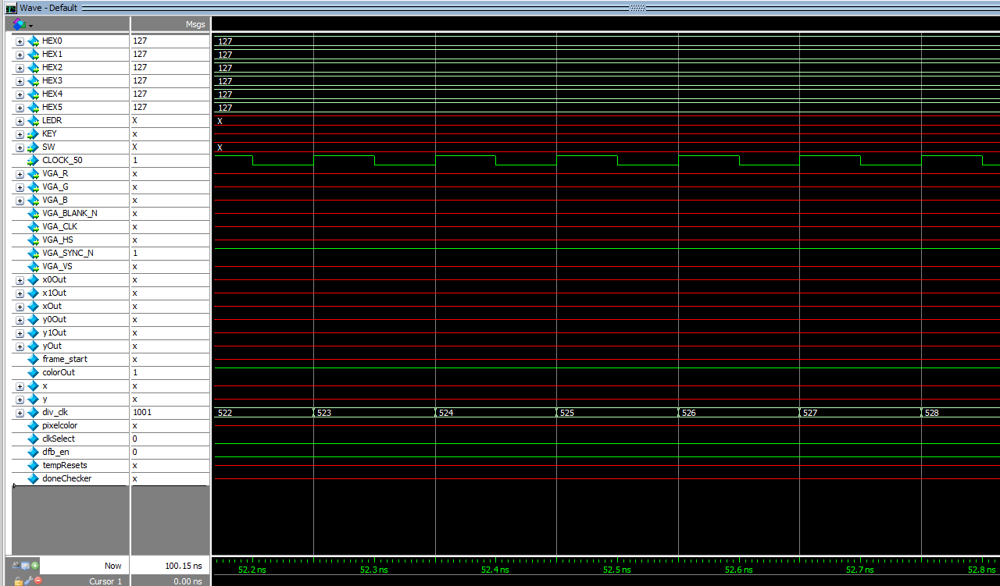 Wave - Default
Msgs
HEX0 127 127
HEX1 127 127
HEX2 127 127
HEX3 127 127
HEX4 127 127
HEX5 127 127
LEDR X X
KEY x
SW X X
CLOCK_50 1
VGA_R x
VGA_G x
VGA_B x
VGA_BLANK_N x
VGA_CLK x
VGA_HS x
VGA_SYNC_N 1
VGA_VS x
x0Out x
x1Out x
xOut x
y0Out x
y1Out x
yOut x
frame_start x
colorOut 1
x x
y x
div_clk 1001 522 523 524 525 526 527 528
pixelcolor x
clkSelect 0
dfb_en 0
tempResets x
doneChecker x
Now 100.15 ns 52.2 ns 52.3 ns 52.4 ns 52.5 ns 52.6 ns 52.7 ns 52.8 ns
Cursor 1 0.00 ns